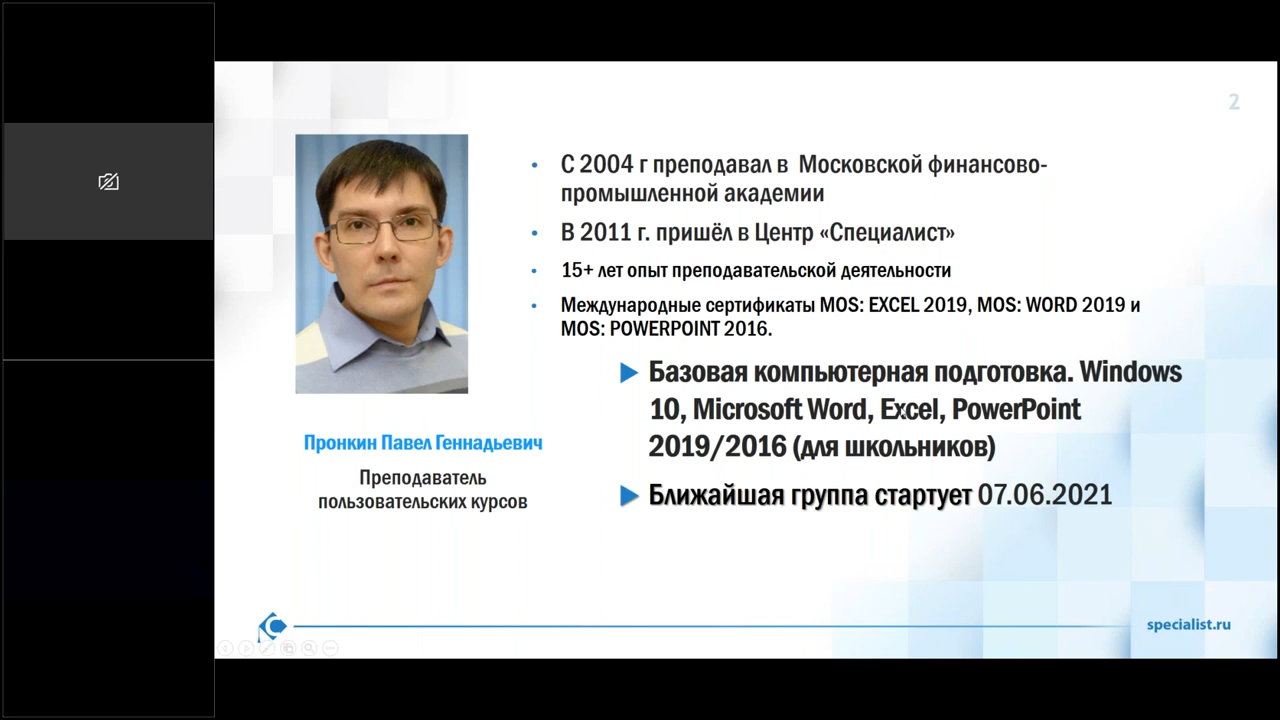 2
• С 2004 г преподавал в Московской финансово-
промышленной академии
• В 2011 г. пришёл в Центр «Специалист»
• 15+ лет опыт преподавательской деятельности
• Международные сертификаты MOS: EXCEL 2019, MOS: WORD 2019 и
MOS: POWERPOINT 2016.
Базовая компьютерная подготовка. Windows
10, Microsoft Word, Excel, PowerPoint
2019/2016 (для школьников)
Ближайшая группа стартует 07.06.2021
Пронкин Павел Геннадьевич
Преподаватель
пользовательских курсов
specialist.ru